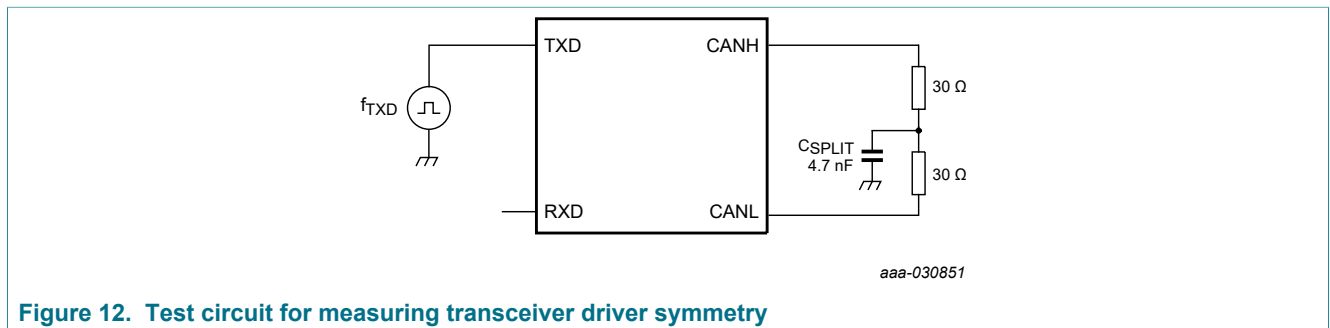 TXD
CANH
30 Ω
fTXD
CSPLIT
4.7 nF
30 Ω
RXD
CANL
aaa-030851
Figure 12. Test circuit for measuring transceiver driver symmetry